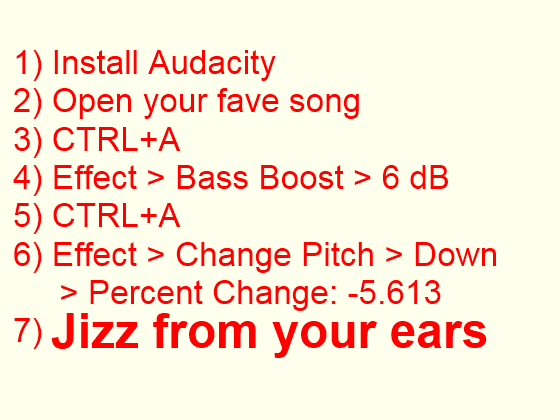 1) Install Audacity
2) Open your fave song
3) CTRL+A
4) Effect > Bass Boost > 6 dB
5) CTRL+A
6) Effect > Change Pitch > Down
> Percent Change: -5.613
7) Jizz from your ears